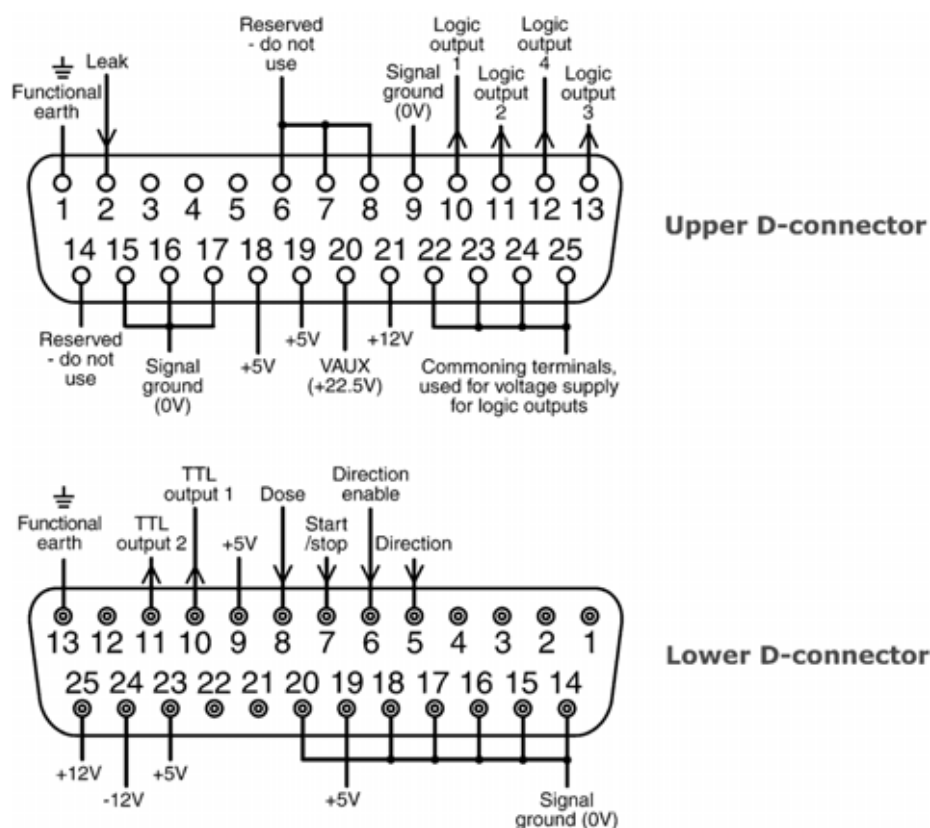 Reserved
- do not
use
Logic
output
1
Logic
output
4
Leak
Functional
earth
Signal
ground
(0V)
Logic
output
2
Logic
output
3
1 2 3 4 5 6 7 8 9 10 11 12 13
Upper D-connector
14 15 16 17 18 19 20 21 22 23 24 25
Reserved
- do not
use
Signal
ground
(0V)
+5V
+5V
VAUX
(+22.5V)
+12V
Commoning terminals,
used for voltage supply
for logic outputs
TTL
output 1
Dose
Direction
enable
Functional
earth
TTL
output 2
+5V
Start
/stop
Direction
13 12 11 10 9 8 7 6 5 4 3 2 1
Lower D-connector
25 24 23 22 21 20 19 18 17 16 15 14
+12V
-12V
+5V
+5V
Signal
ground (0V)